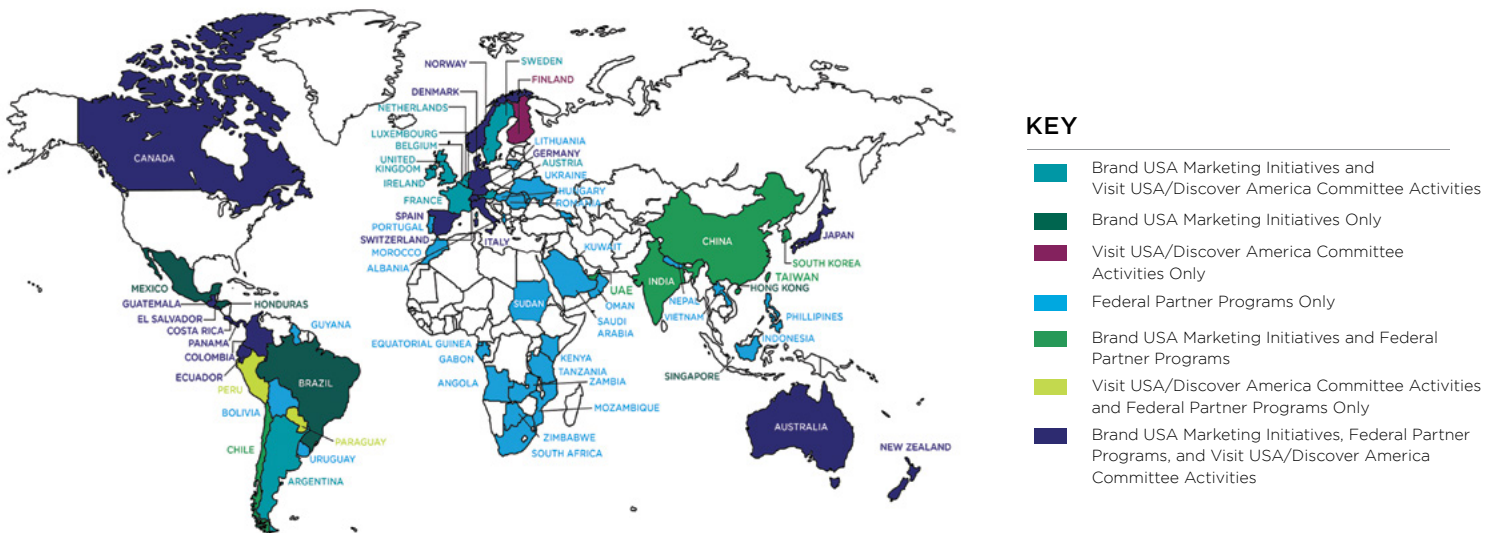 NORWAY
SWEDEN
FINLAND
DENMARK
NETHERLANDS
LUXEMBOURG
BELGIUM
UNITED
KINGDOM
IRELAND
FRANCE
LITHUANIA
GERMANY
AUSTRIA
UKRAINE
HUNGARY
ROMANIA
SPAIN
PORTUGAL
SWITZERLAND
ITALY
MOROCCO
ALBANIA
CANADA
MEXICO
GUATEMALA
HONDURAS
EL SALVADOR
COSTA RICA
PANAMA
COLOMBIA
GUYANA
ECUADOR
PERU
BRAZIL
BOLIVIA
PARAGUAY
CHILE
URUGUAY
ARGENTINA
KUWAIT
UAE
OMAN
SAUDI
ARABIA
SUDAN
EQUATORIAL GUINEA
GABON
KENYA
TANZANIA
ANGOLA
ZAMBIA
MOZAMBIQUE
ZIMBABWE
SOUTH AFRICA
CHINA
JAPAN
SOUTH KOREA
TAIWAN
HONG KONG
INDIA
NEPAL
VIETNAM
PHILLIPINES
INDONESIA
SINGAPORE
AUSTRALIA
NEW ZEALAND
KEY
Brand USA Marketing Initiatives and
Visit USA/Discover America Committee Activities
Brand USA Marketing Initiatives Only
Visit USA/Discover America Committee
Activities Only
Federal Partner Programs Only
Brand USA Marketing Initiatives and Federal
Partner Programs
Visit USA/Discover America Committee Activities
and Federal Partner Programs Only
Brand USA Marketing Initiatives, Federal Partner
Programs, and Visit USA/Discover America
Committee Activities